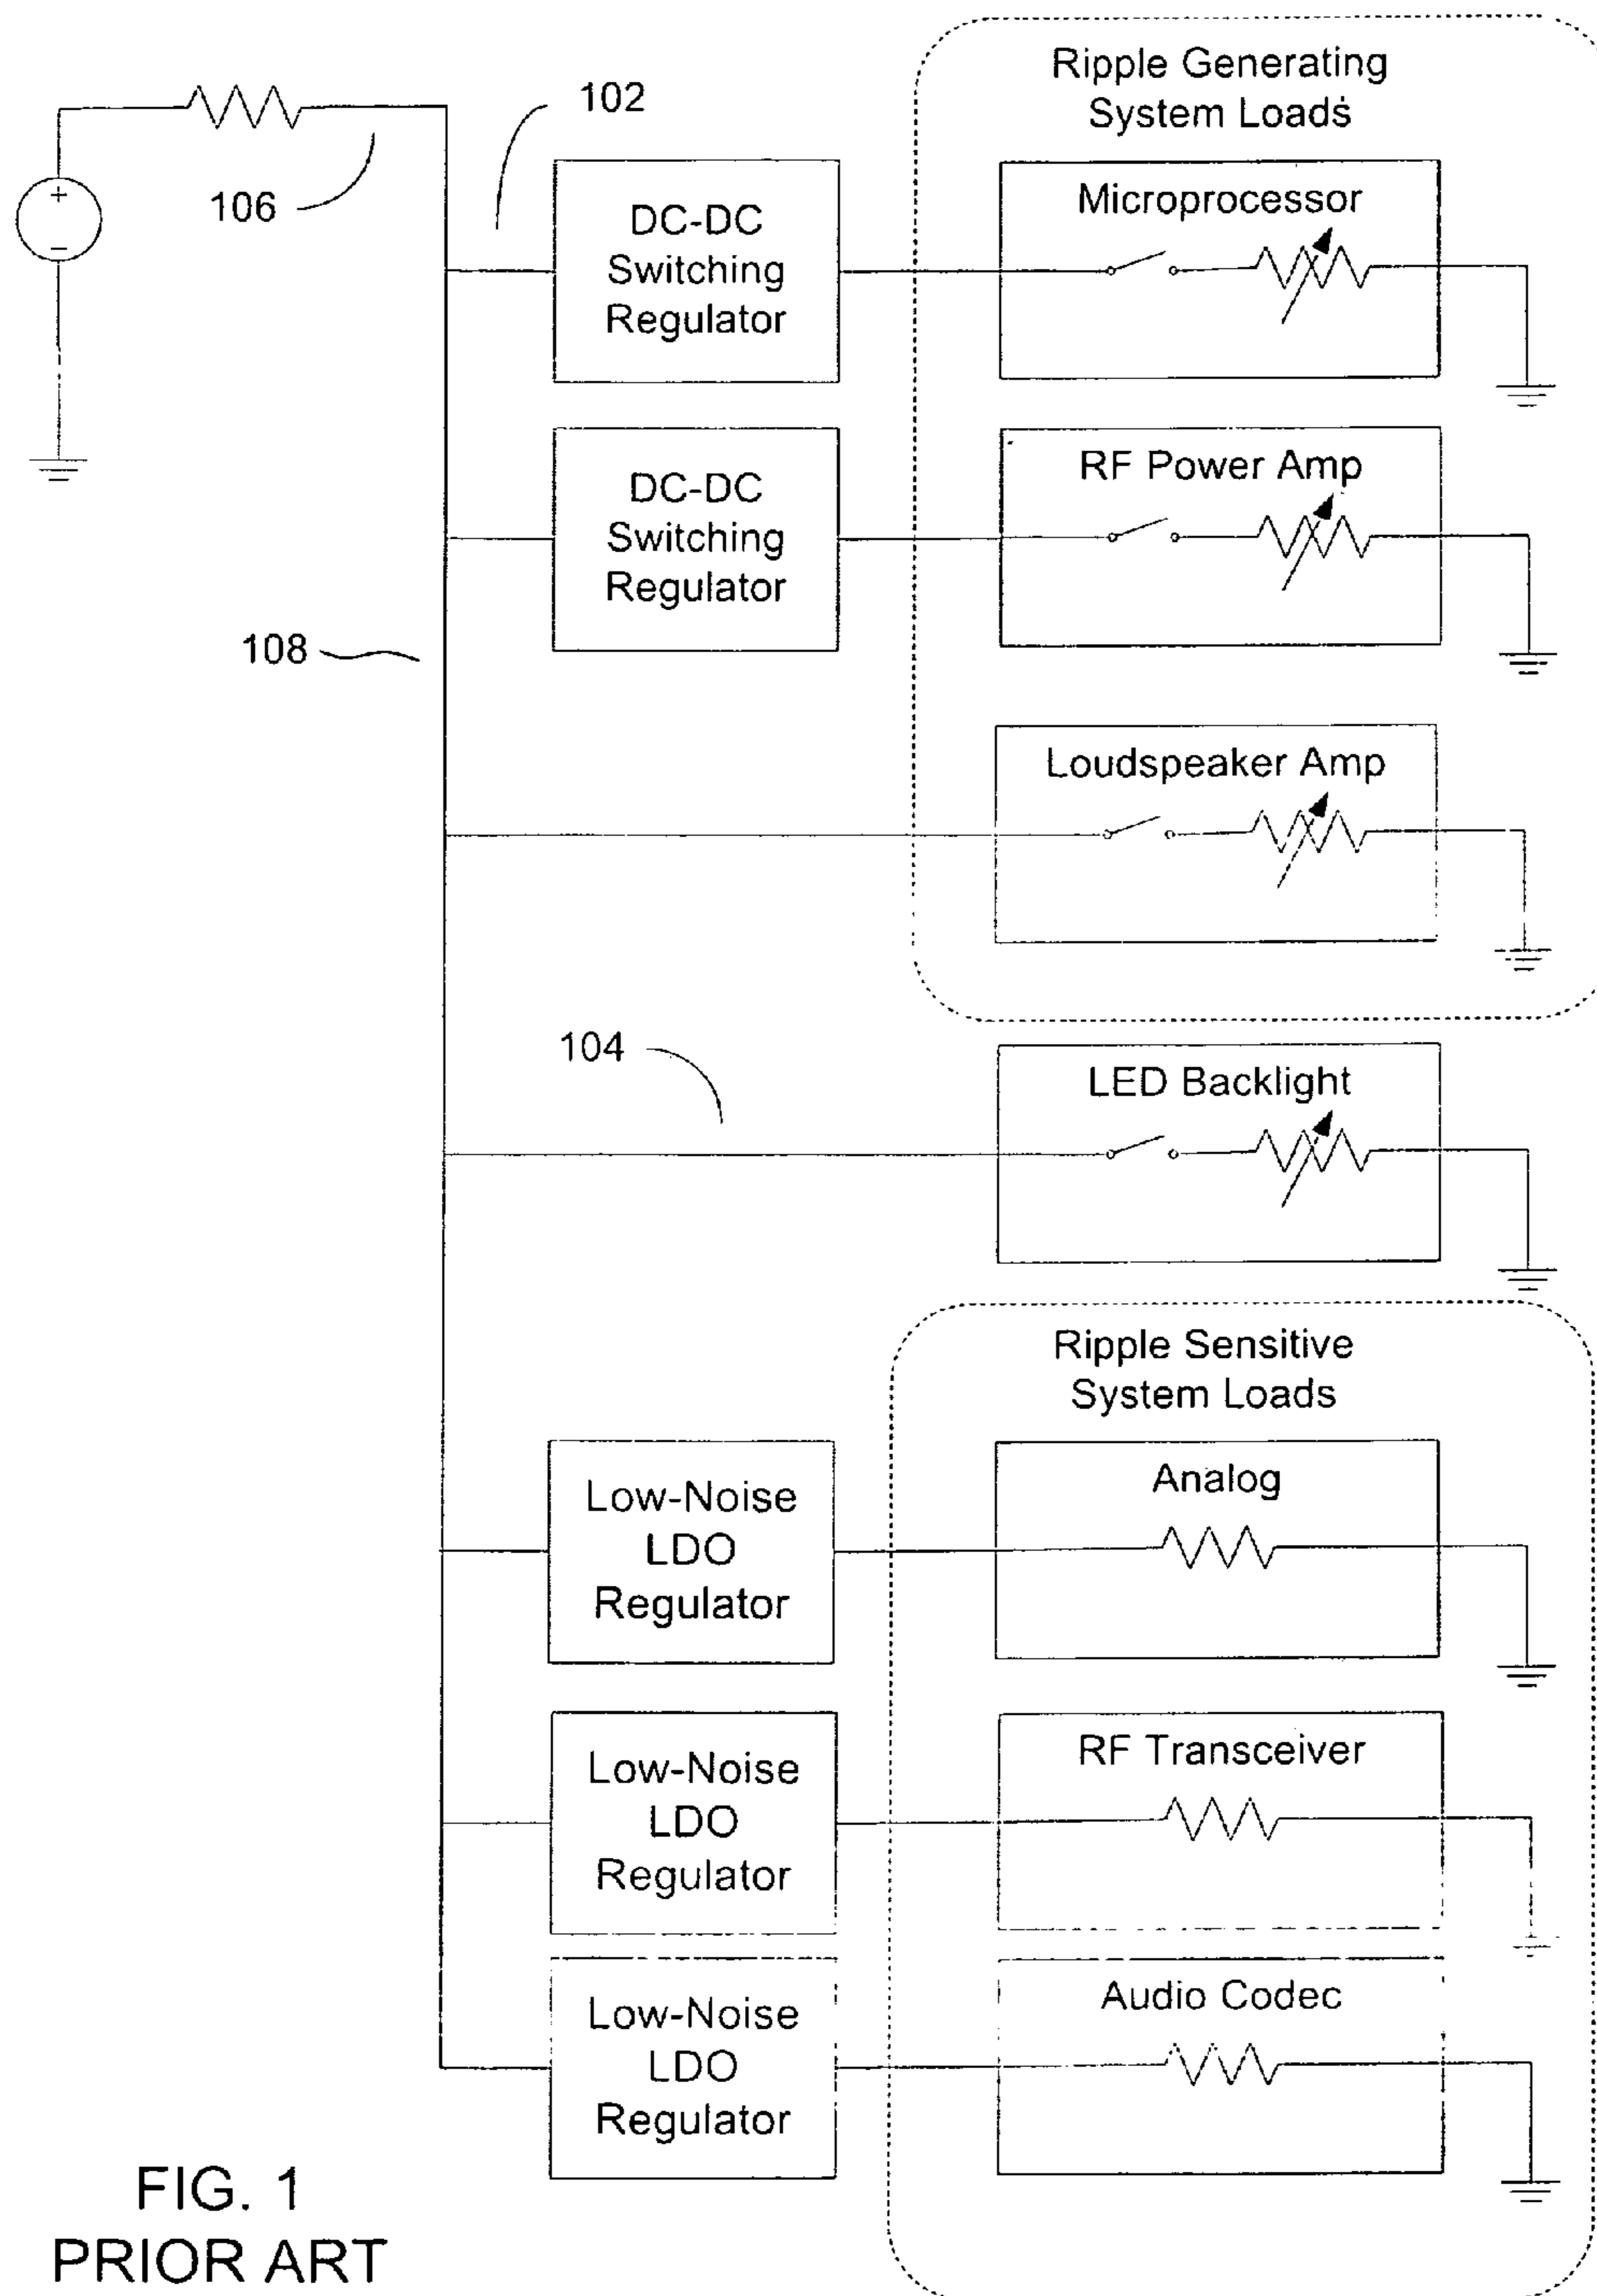 Ripple Generating
System Loads
102
106
DC-DC
Switching
Regulator
Microprocessor
DC-DC
Switching
Regulator
RF Power Amp
108
Loudspeaker Amp
104
LED Backlight
Ripple Sensitive
System Loads
Low-Noise
LDO
Regulator
Analog
Low-Noise
LDO
Regulator
RF Transceiver
Low-Noise
LDO
Regulator
Audio Codec
FIG. 1
PRIOR ART